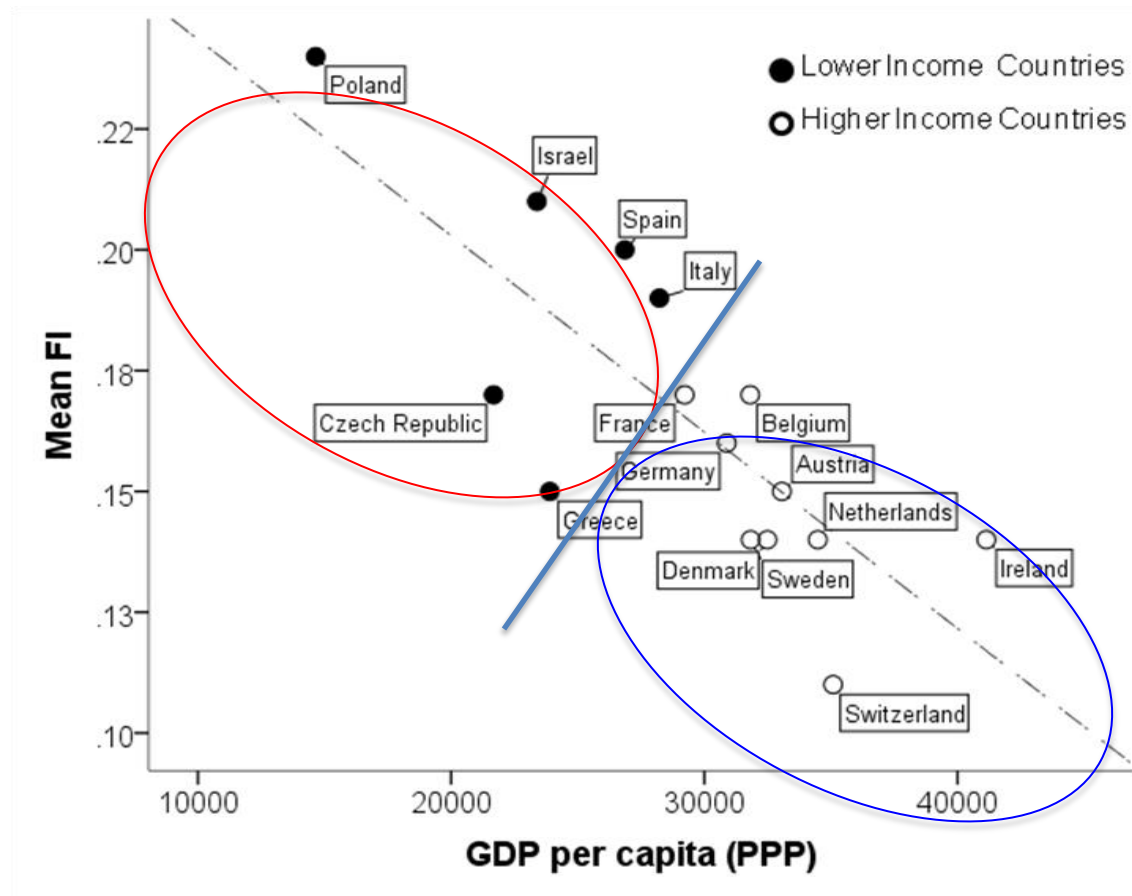 Lower Income Countries
Higher Income Countries
Poland
Israel
Spain
Italy
Czech Republic
France
Belgium
Germany
Austria
Greece
Netherlands
Denmark
Sweden
Ireland
Switzerland
Mean FI
.22
.20
.18
.15
.13
.10
10000 20000 30000 40000
GDP per capita (PPP)